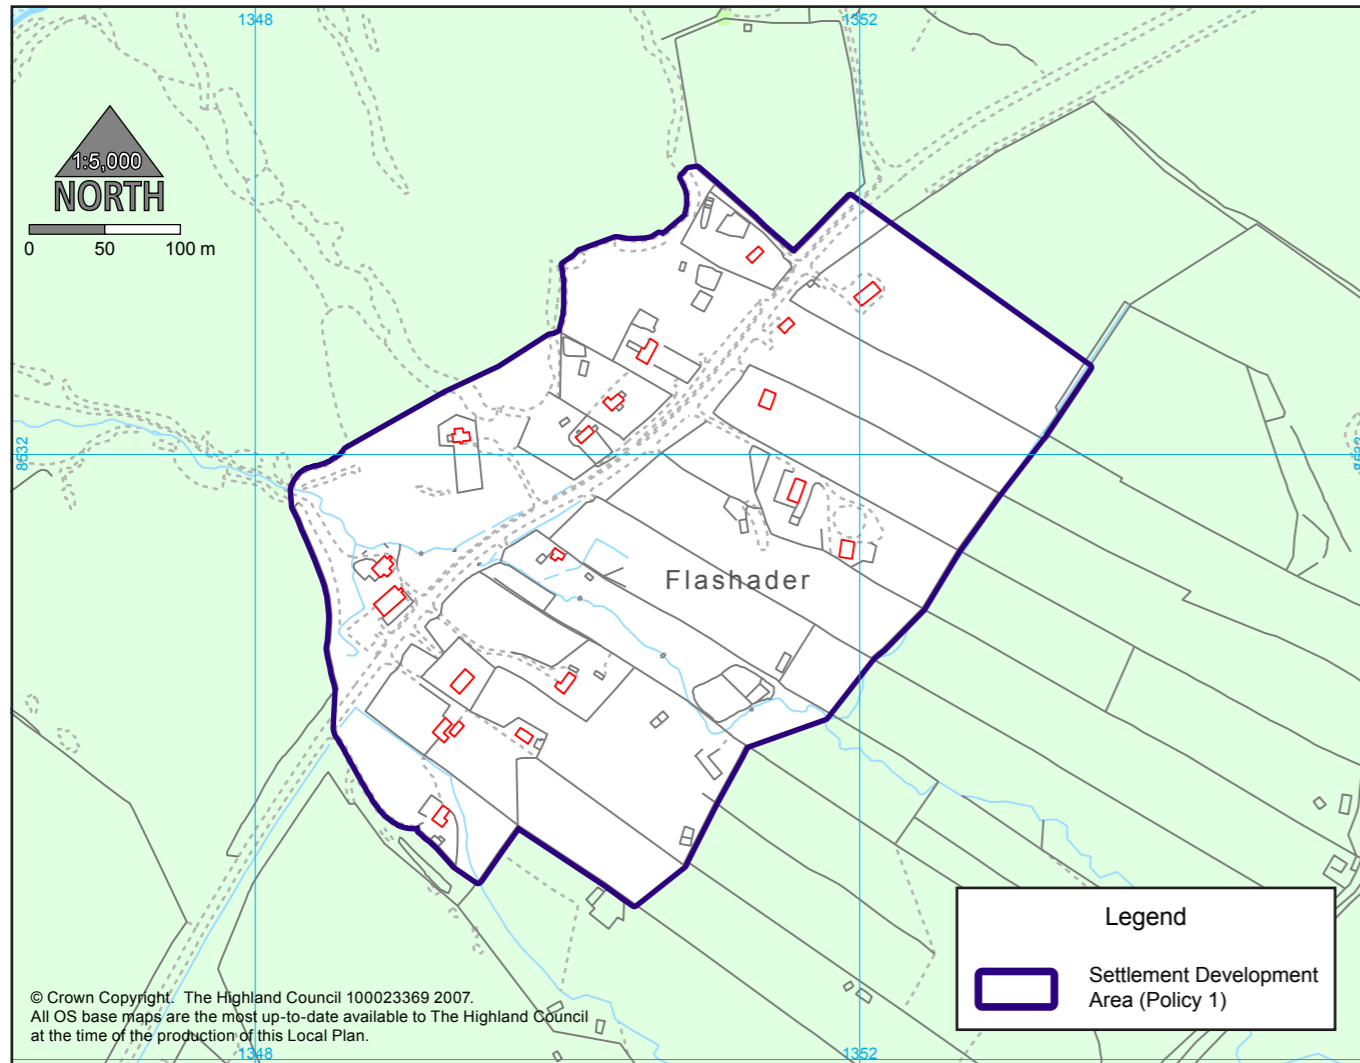 1348
1352
1:5,000
NORTH
0 50 100 m
8532
Flashader
Legend
Settlement Development
Area (Policy 1)
© Crown Copyright. The Highland Council 100023369 2007.
All OS base maps are the most up-to-date available to The Highland Council
at the time of the production of this Local Plan.
1348
1352